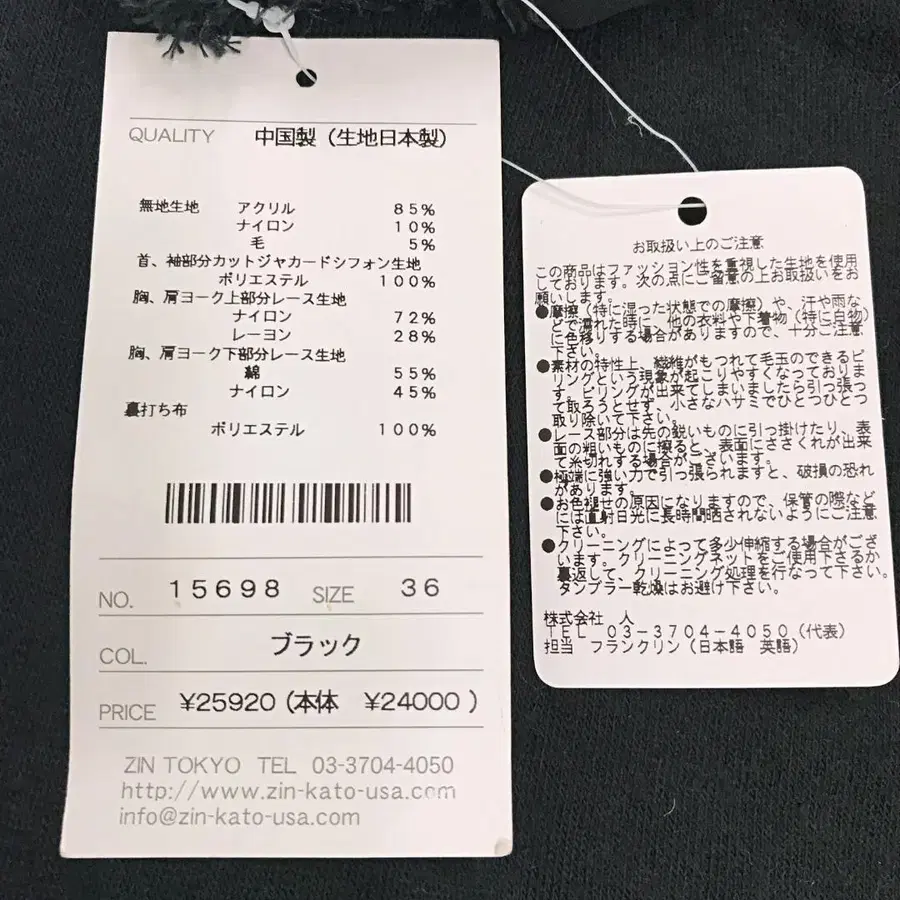 QUALITY 中国製（生地日本製）
無地生地 アクリル 85%
ナイロン 10%
毛 5%
首、袖部分カットジャカードシフォン生地
ポリエステル 100%
胸、肩ヨーク上部分レース生地
ナイロン 72%
レーヨン 28%
胸、肩ヨーク下部分レース生地
綿 55%
ナイロン 45%
裏打ち布
ポリエステル 100%
NO. 15698 SIZE 36
COL. ブラック
PRICE ¥25920（本体 ¥24000）
ZIN TOKYO TEL 03-3704-4050
http://www.zin-kato-usa.com
info@zin-kato-usa.com
お取扱い上のご注意
この商品はファッション性を重視した生地を使用
しております。次の点にご留意の上お取扱いをお
願いします。
●摩擦（特に湿った状態での摩擦）や、汗や雨な
どで濡れた時に、他の衣料や下着物（特に白物）
に色移りする場合がありますので、十分ご注意
下さい。
●素材の特性上、繊維がもつれて毛玉のできるピ
リングという現象が起こりやすくなっておりま
す。ピリングが出来てしまいましたら引っ張っ
て取ろうとせず、小さなハサミでひとつひとつ
取り除いて下さい。
●レース部分は先の鋭いものに引っ掛けたり、表
面の粗いものに擦ると、表面にささくれが出来
て糸切れする場合がございます。
●極端に強い力で引っ張られますと、破損の恐れ
があります。
●お色褪せの原因になりますので、保管の際など
には直射日光に長時間晒されないようにご注意
下さい。
●クリーニングによって多少伸縮する場合がござ
います。クリーニングネットをご使用下さるか
裏返して、クリーニング処理を行なって下さい。
タンブラー乾燥はお避け下さい。
株式会社 人
TEL 03-3704-4050（代表）
担当 フランクリン（日本語 英語）